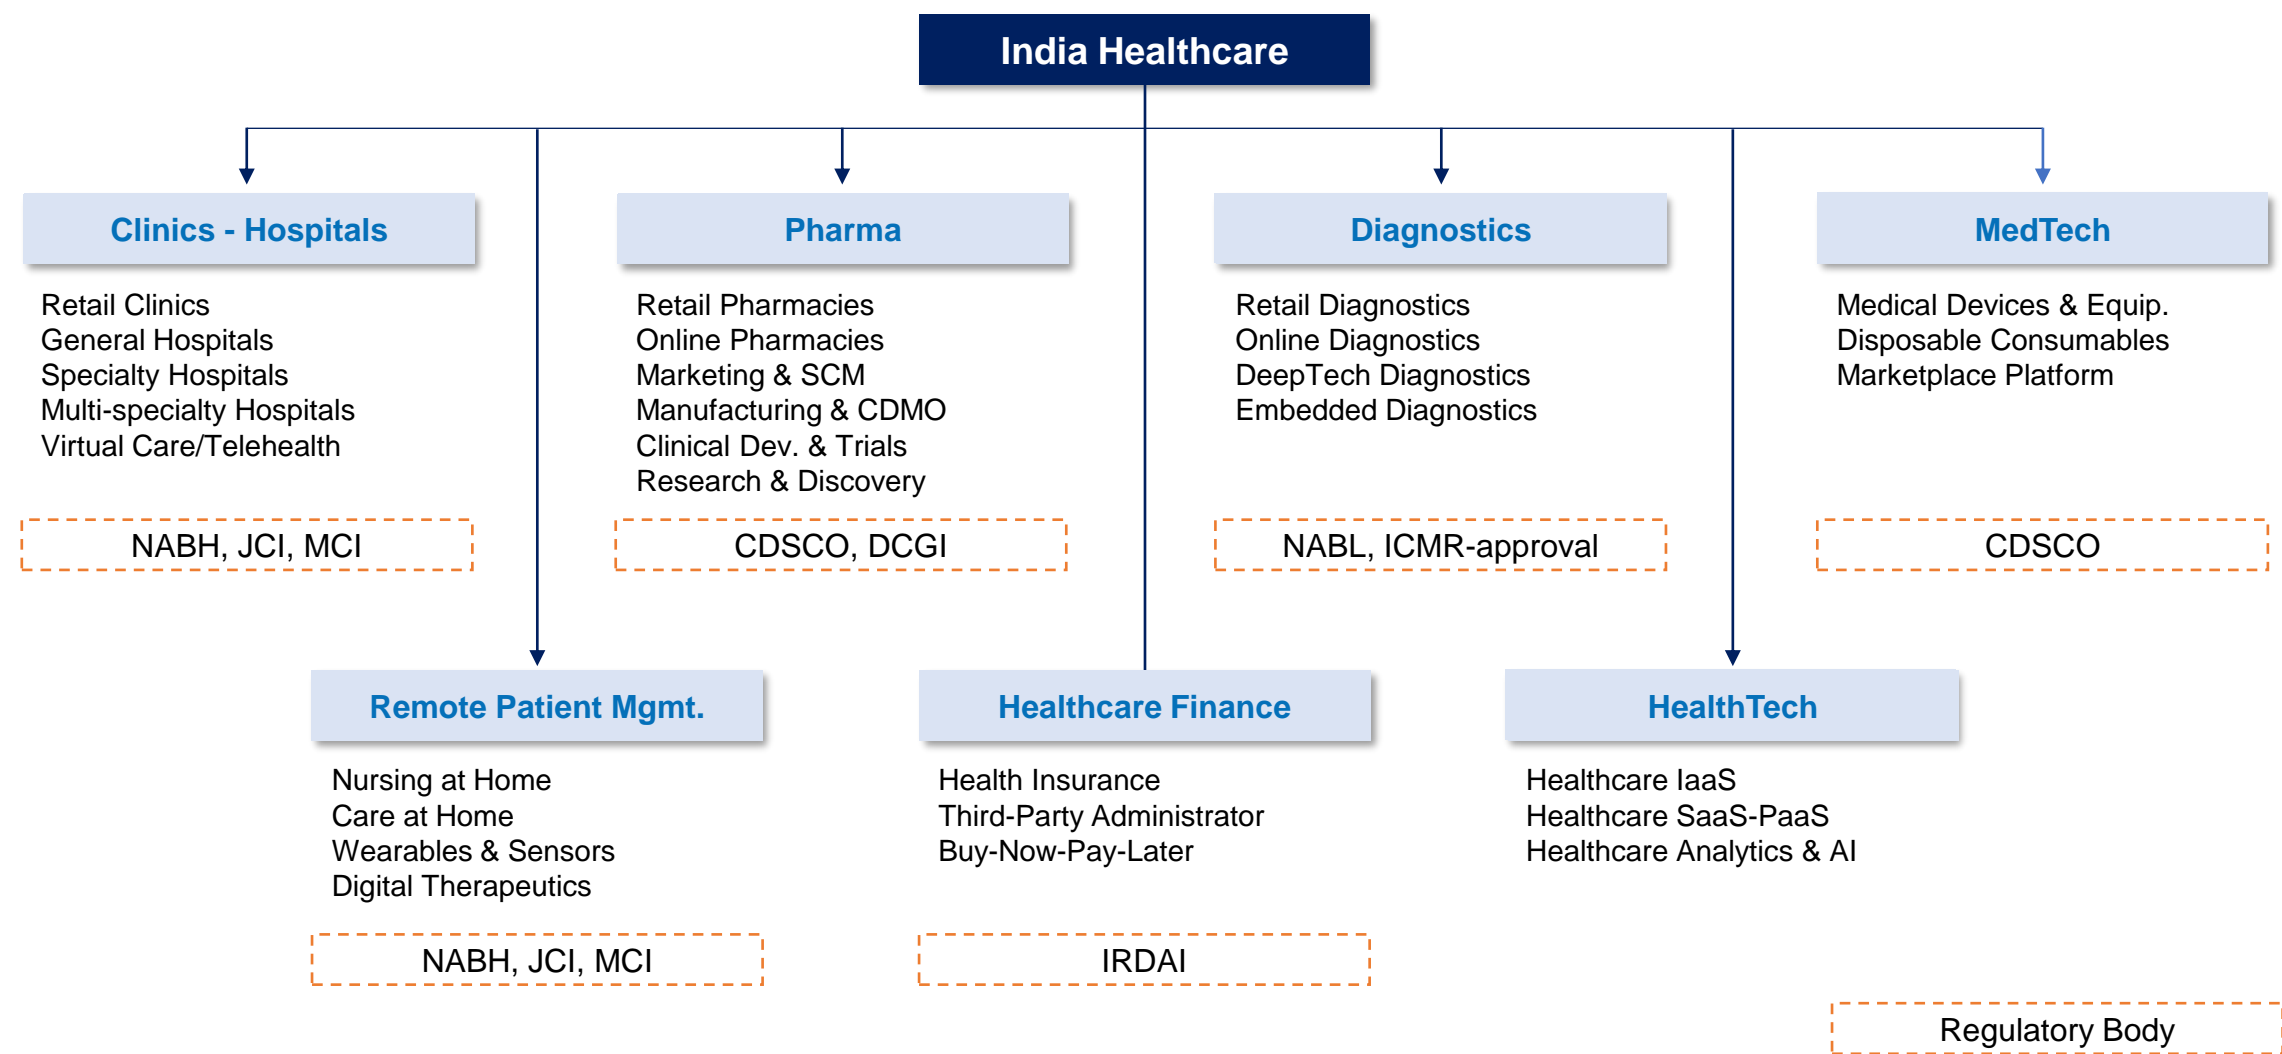 India Healthcare
Clinics - Hospitals
Retail Clinics
General Hospitals
Specialty Hospitals
Multi-specialty Hospitals
Virtual Care/Telehealth
NABH, JCI, MCI
Pharma
Retail Pharmacies
Online Pharmacies
Marketing & SCM
Manufacturing & CDMO
Clinical Dev. & Trials
Research & Discovery
CDSCO, DCGI
Diagnostics
Retail Diagnostics
Online Diagnostics
DeepTech Diagnostics
Embedded Diagnostics
NABL, ICMR-approval
MedTech
Medical Devices & Equip.
Disposable Consumables
Marketplace Platform
CDSCO
Remote Patient Mgmt.
Nursing at Home
Care at Home
Wearables & Sensors
Digital Therapeutics
NABH, JCI, MCI
Healthcare Finance
Health Insurance
Third-Party Administrator
Buy-Now-Pay-Later
IRDAI
HealthTech
Healthcare IaaS
Healthcare SaaS-PaaS
Healthcare Analytics & AI
Regulatory Body